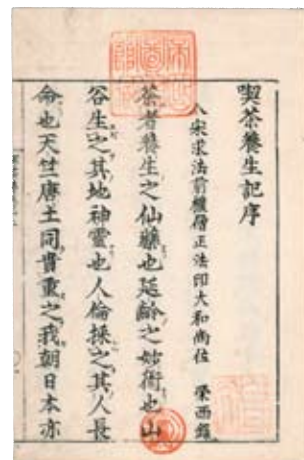 喫茶養生記序
入宋求法前權僧正法印大和尚位 榮西録
茶者養生之仙藥也延齡之妙術也山
谷生之其地神靈也人倫採之其人長
命也天竺唐土同貴重之我朝日本亦